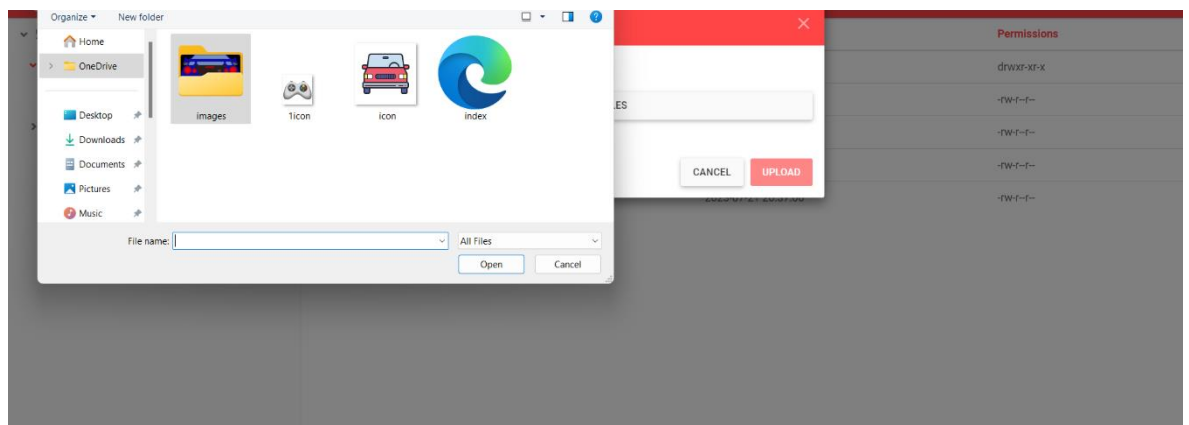 Organize
New folder
Permissions
Home
OneDrive
drwxr-xr-x
Desktop
images
1icon
icon
index
LES
-rw-r--r--
Downloads
-rw-r--r--
Documents
Pictures
CANCEL
UPLOAD
-rw-r--r--
-rw-r--r--
Music
File name:
All Files
Open
Cancel